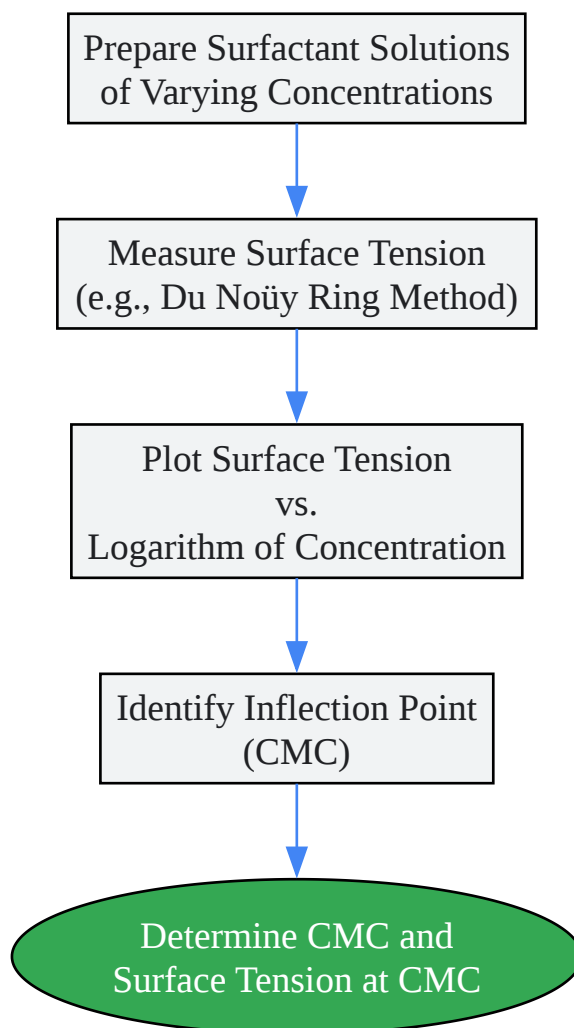 Prepare Surfactant Solutions
of Varying Concentrations
Measure Surface Tension
(e.g., Du Noüy Ring Method)
Plot Surface Tension
vs.
Logarithm of Concentration
Identify Inflection Point
(CMC)
Determine CMC and
Surface Tension at CMC